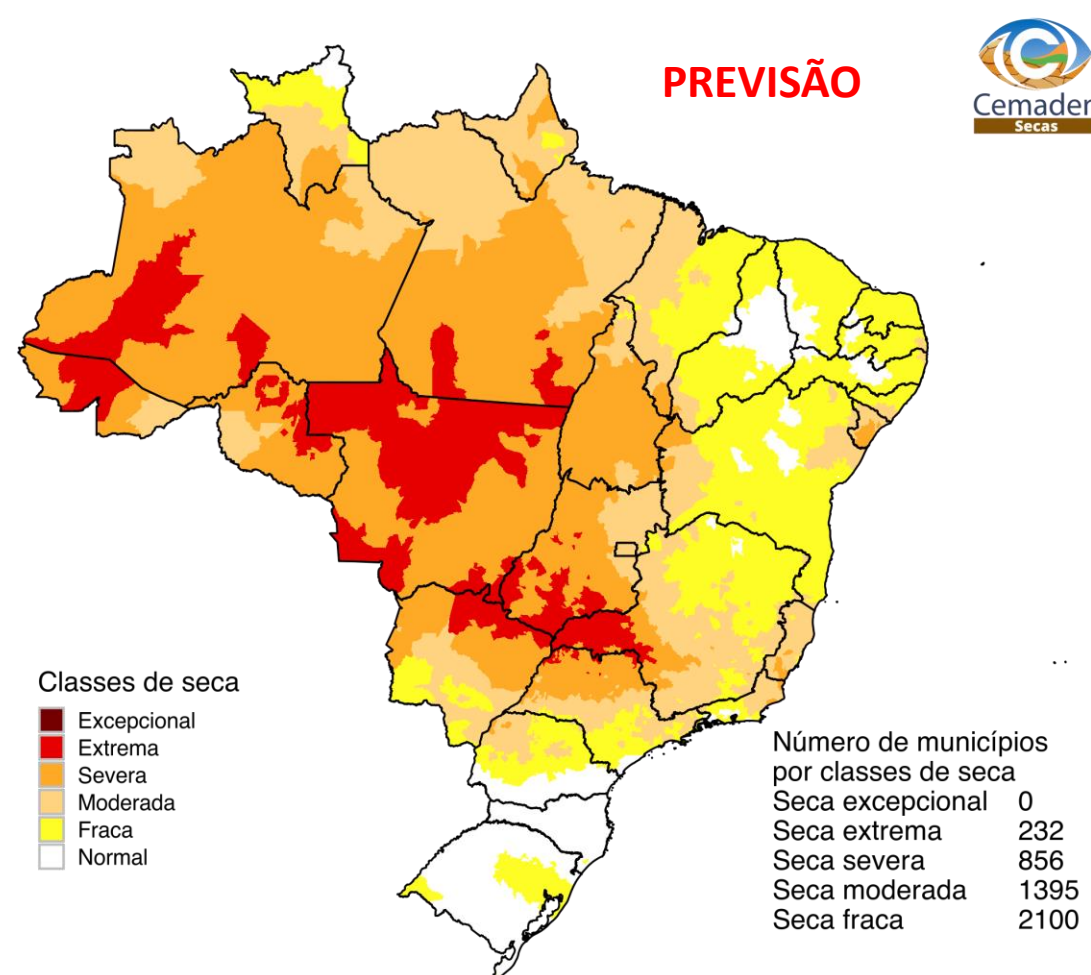 PREVISÃO
Cemaden
Secas
Classes de seca
Excepcional
Extrema
Severa
Moderada
Fraca
Normal
Número de municípios
por classes de seca
Seca excepcional 0
Seca extrema 232
Seca severa 856
Seca moderada 1395
Seca fraca 2100